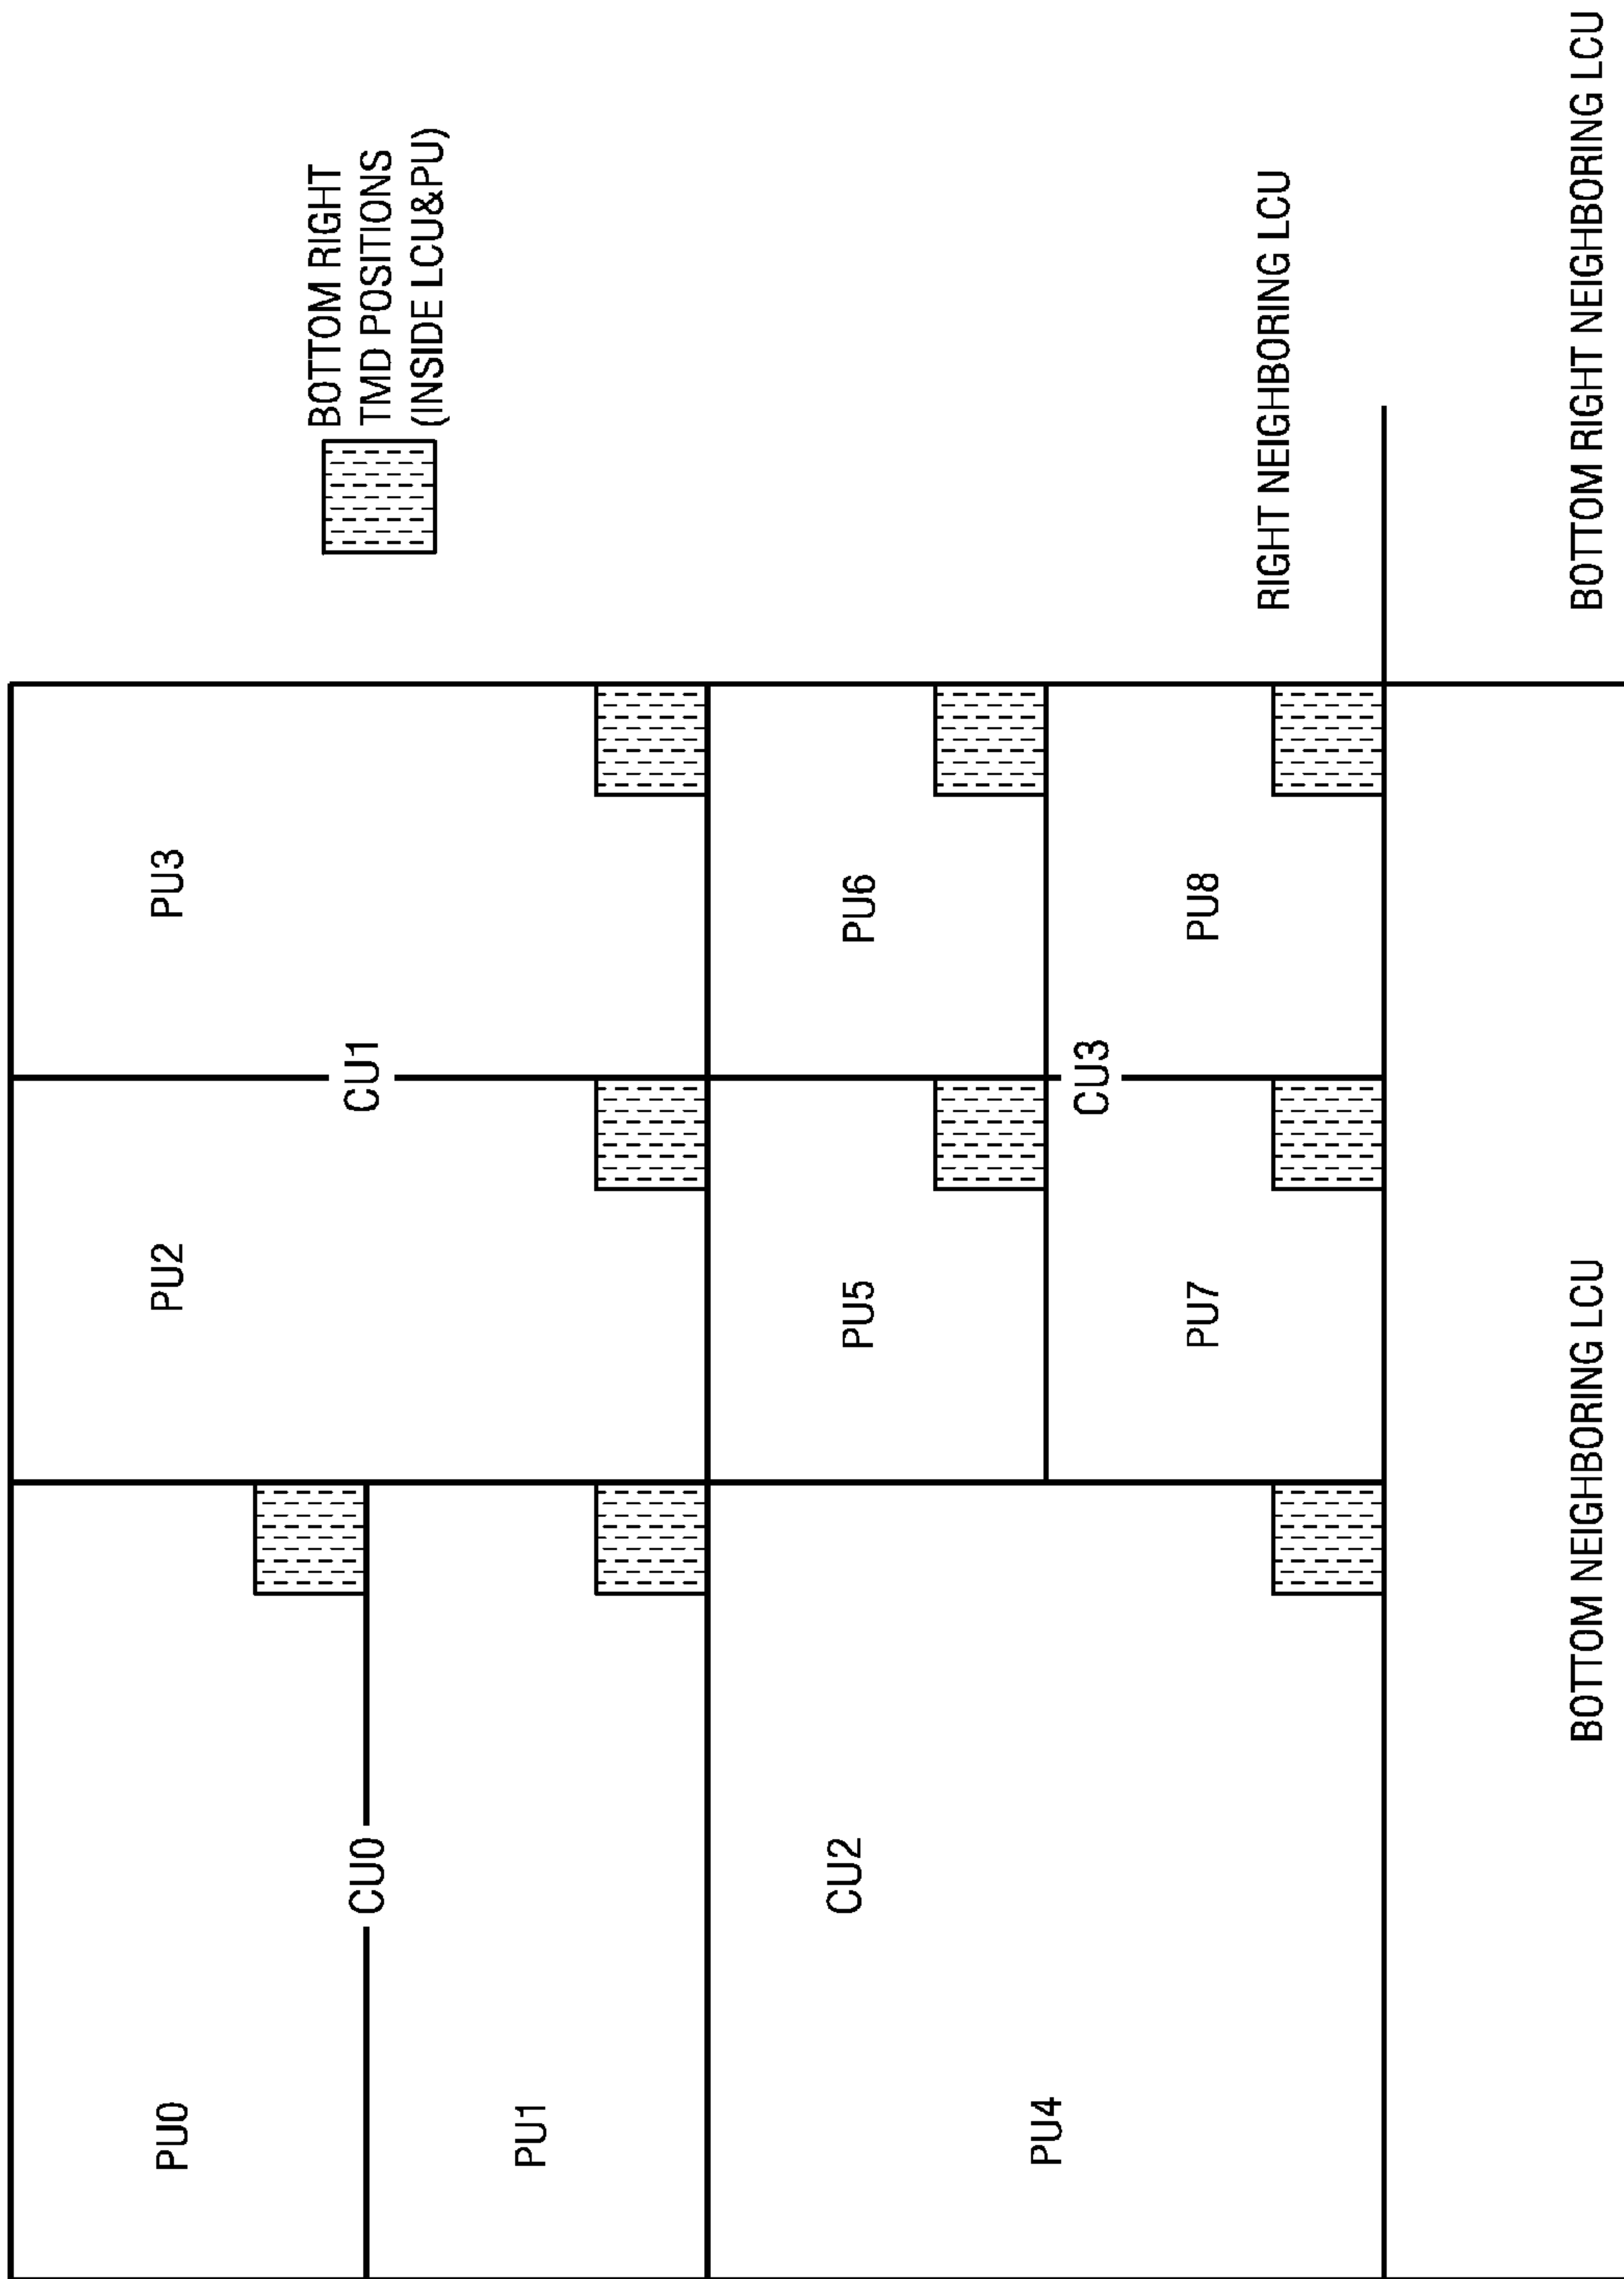 PU0
PU2
PU3
CU0
CU1
PU1
BOTTOM RIGHT
TMD POSITIONS
(INSIDE LCU&PU)
CU2
PU5
PU6
PU4
CU3
PU7
PU8
RIGHT NEIGHBORING LCU
BOTTOM NEIGHBORING LCU
BOTTOM RIGHT NEIGHBORING LCU